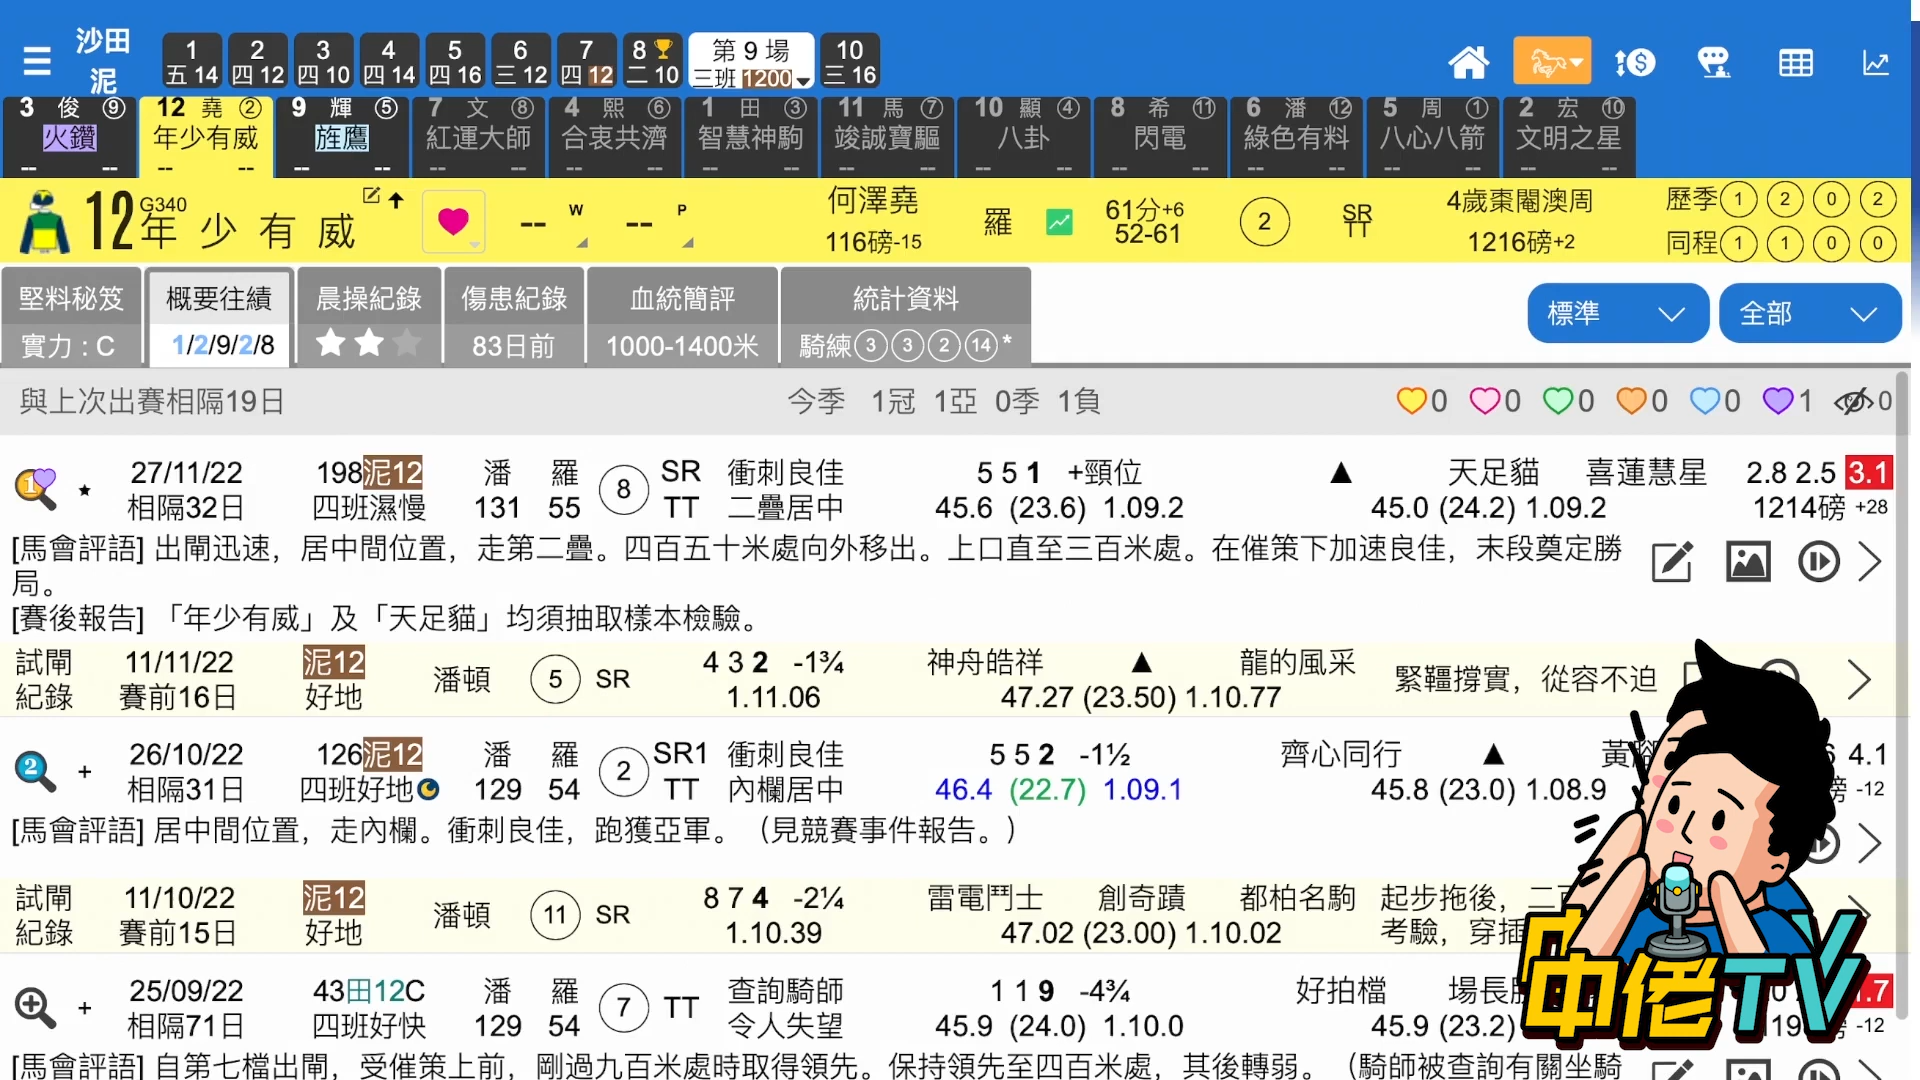 沙田
泥
1
五 14
2
四 12
3
四 10
4
四 14
5
四 16
6
三 12
7
四 12
8
二 10
第 9 場
三班 1200
10
三 16
3 俊 ⑨
火鑽
-- --
12 堯 ②
年少有威
-- --
9 輝 ⑤
旌鷹
-- --
7 文 ⑧
紅運大師
-- --
4 熙 ⑥
合衷共濟
-- --
1 田 ③
智慧神駒
-- --
11 馬 ⑦
竣誠寶驅
-- --
10 顯 ④
八卦
-- --
8 希 ⑪
閃電
-- --
6 潘 ⑫
綠色有料
-- --
5 周 ①
八心八箭
-- --
2 宏 ⑩
文明之星
-- --
12 G340
年少有威
-- W -- P
何澤堯
116磅-15
羅
61分+6
52-61
2
SR
TT
4歲棗閹澳周
1216磅+2
歷季 1 2 0 2
同程 1 1 0 0
堅料秘笈
實力 : C
概要往績
1/2/9/2/8
晨操紀錄
傷患紀錄
83日前
血統簡評
1000-1400米
統計資料
騎練 3 3 2 14 *
標準
全部
與上次出賽相隔19日 今季 1冠 1亞 0季 1負 0 0 0 0 0 1 0
1 27/11/22 198泥12 潘 羅 8 SR 衝刺良佳 5 5 1 +頸位 ▲ 天足貓 喜蓮慧星 2.8 2.5 3.1
相隔32日 四班濕慢 131 55 TT 二疊居中 45.6 (23.6) 1.09.2 45.0 (24.2) 1.09.2 1214磅 +28
[馬會評語] 出閘迅速，居中間位置，走第二疊。四百五十米處向外移出。上口直至三百米處。在催策下加速良佳，末段奠定勝
局。
[賽後報告] 「年少有威」及「天足貓」均須抽取樣本檢驗。
試閘 11/11/22 泥12 潘頓 5 SR 4 3 2 -1¾ 神舟皓祥 ▲ 龍的風采 緊韁撐實，從容不迫
紀錄 賽前16日 好地 1.11.06 47.27 (23.50) 1.10.77
2 + 26/10/22 126泥12 潘 羅 2 SR1 衝刺良佳 5 5 2 -1½ 齊心同行 ▲ 黃腳 4.1
相隔31日 四班好地 129 54 TT 內欄居中 46.4 (22.7) 1.09.1 45.8 (23.0) 1.08.9 磅 -12
[馬會評語] 居中間位置，走內欄。衝刺良佳，跑獲亞軍。（見競賽事件報告。）
試閘 11/10/22 泥12 潘頓 11 SR 8 7 4 -2¼ 雷電鬥士 創奇蹟 都柏名駒 起步拖後，二
紀錄 賽前15日 好地 1.10.39 47.02 (23.00) 1.10.02 考驗，穿插
+ 25/09/22 43田12C 潘 羅 7 TT 查詢騎師 1 1 9 -4¾ 好拍檔 場長 .7
相隔71日 四班好快 129 54 令人失望 45.9 (24.0) 1.10.0 45.9 (23.2) -12
[馬會評語] 自第七檔出閘，受催策上前，剛過九百米處時取得領先。保持領先至四百米處，其後轉弱。（騎師被查詢有關坐騎
中佬TV